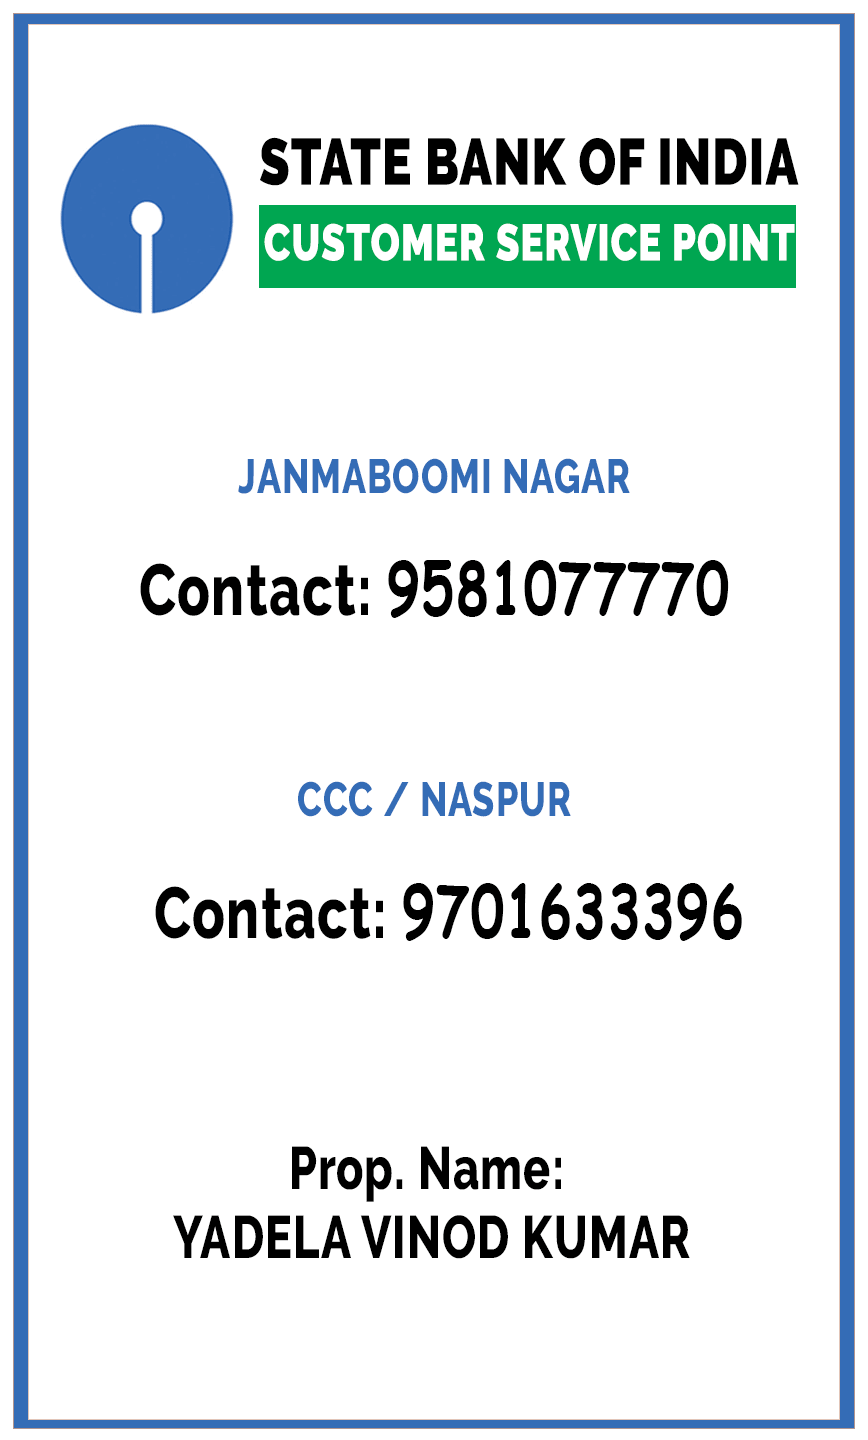 STATE BANK OF INDIA
CUSTOMER SERVICE POINT
JANMABOOMI NAGAR
Contact: 9581077770
CCC / NASPUR
Contact: 9701633396
Prop. Name:
YADELA VINOD KUMAR